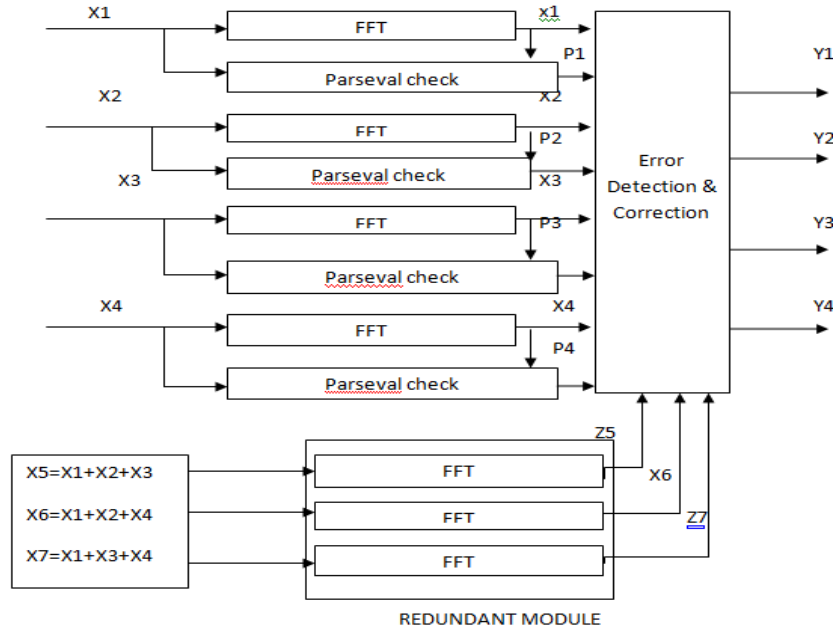 X1
FFT
x1
P1
Parseval check
Y1
X2
X2
FFT
P2
Y2
X3
Parseval check
X3
Error
Detection &
Correction
FFT
P3
Y3
Parseval check
X4
FFT
X4
Y4
P4
Parseval check
Z5
X5=X1+X2+X3
FFT
X6
X6=X1+X2+X4
FFT
Z7
X7=X1+X3+X4
FFT
REDUNDANT MODULE